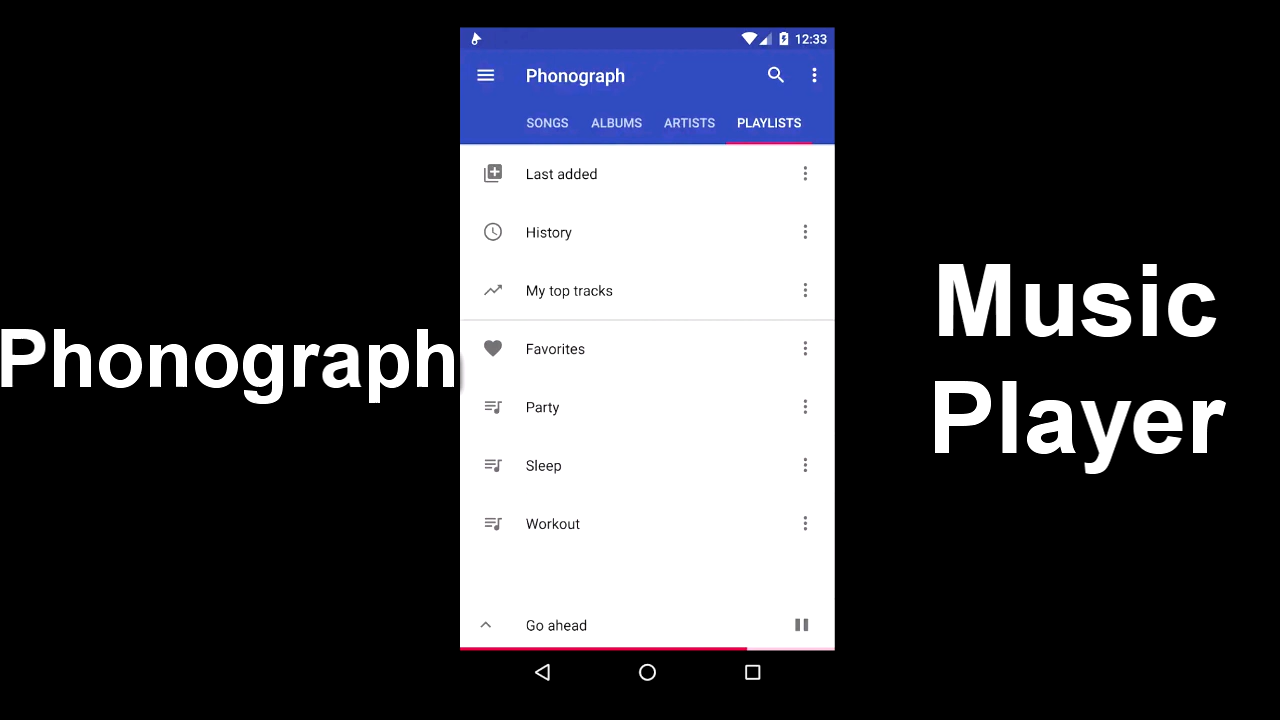 12:33
Phonograph
SONGS ALBUMS ARTISTS PLAYLISTS
Last added
History
My top tracks
Favorites
Party
Sleep
Workout
Go ahead
Phonograph
Music
Player